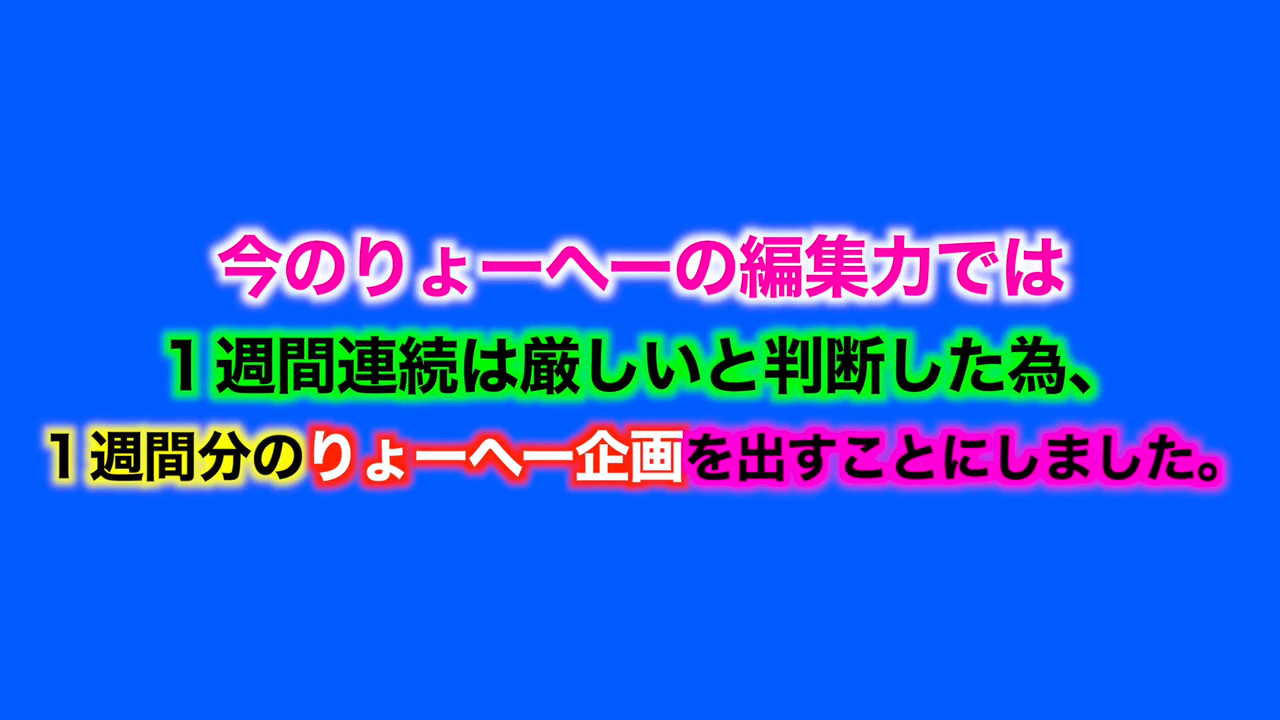 今のりょーへーの編集力では
１週間連続は厳しいと判断した為、
１週間分のりょーへー企画を出すことにしました。